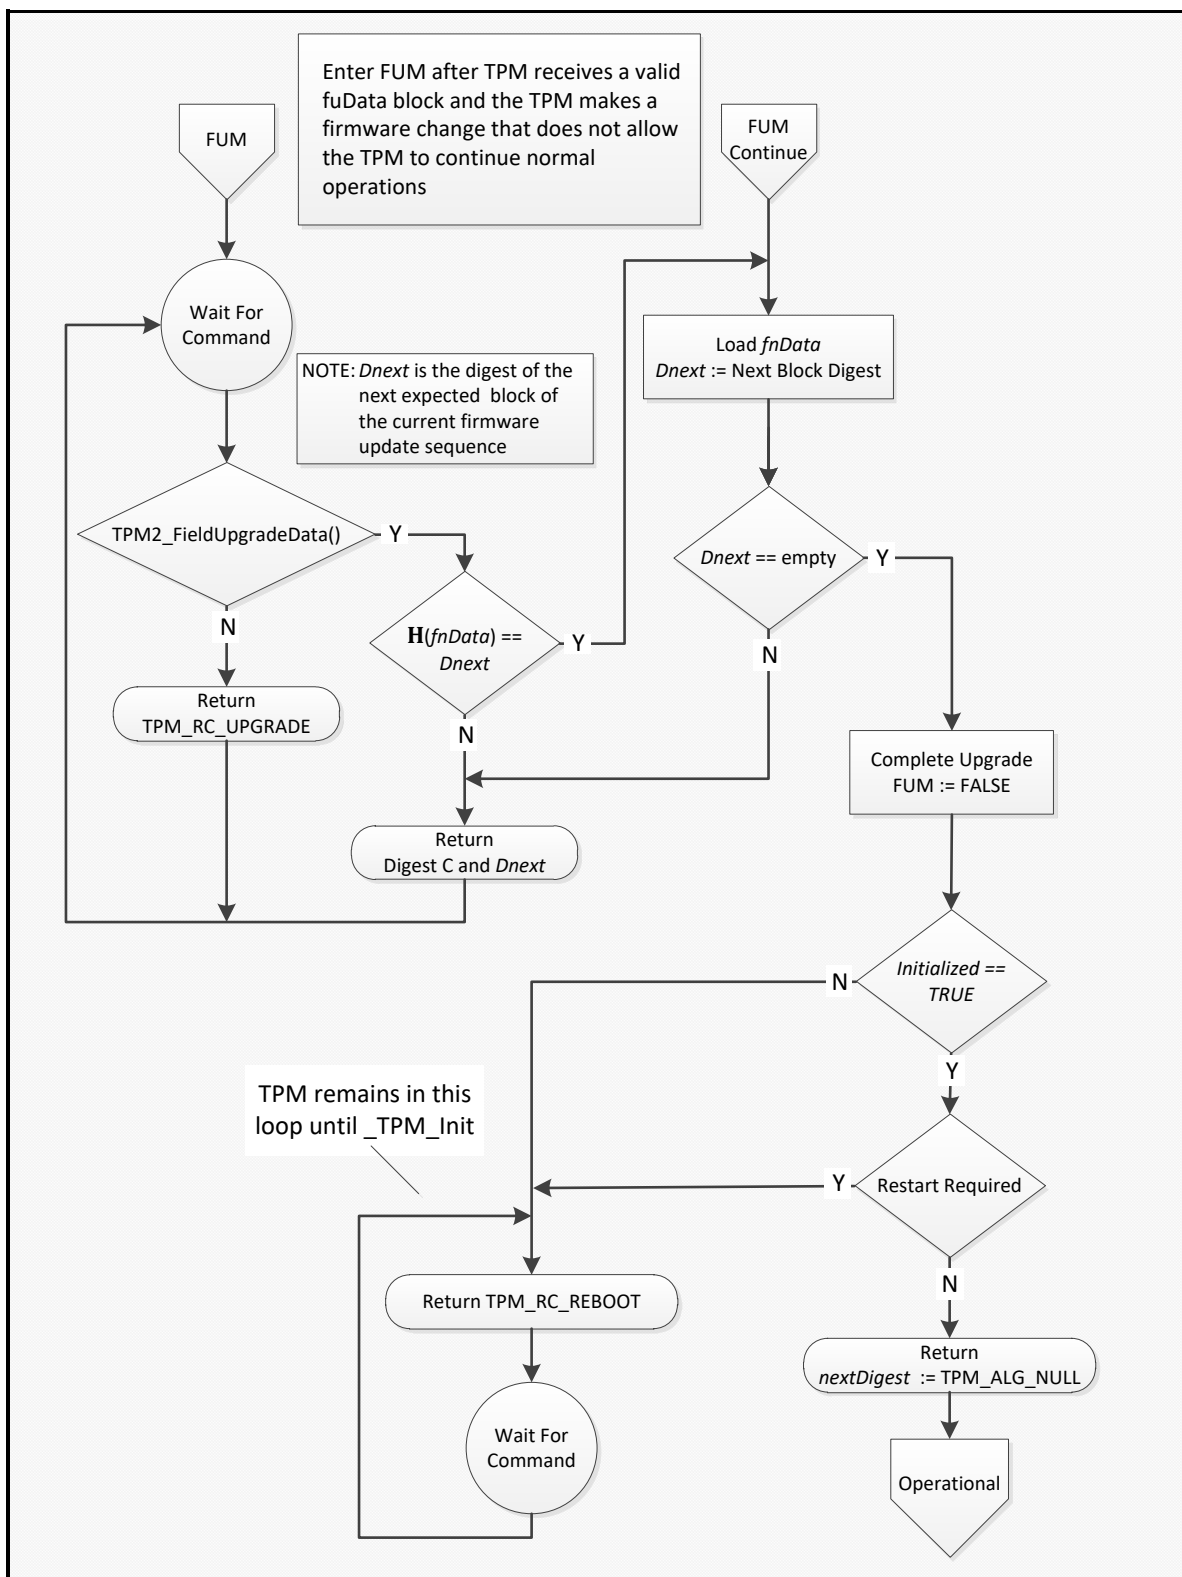 Enter FUM after TPM receives a valid
fuData block and the TPM makes a
firmware change that does not allow
the TPM to continue normal
operations
FUM
FUM
Continue
Wait For
Command
Load fnData
Dnext := Next Block Digest
NOTE: Dnext is the digest of the
next expected block of
the current firmware
update sequence
TPM2_FieldUpgradeData()
Y
Dnext == empty
Y
N
H(fnData) ==
Dnext
Y
N
Return
TPM_RC_UPGRADE
N
Complete Upgrade
FUM := FALSE
Return
Digest C and Dnext
Initialized ==
TRUE
N
Y
TPM remains in this
loop until _TPM_Init
Restart Required
Y
N
Return TPM_RC_REBOOT
Return
nextDigest := TPM_ALG_NULL
Wait For
Command
Operational